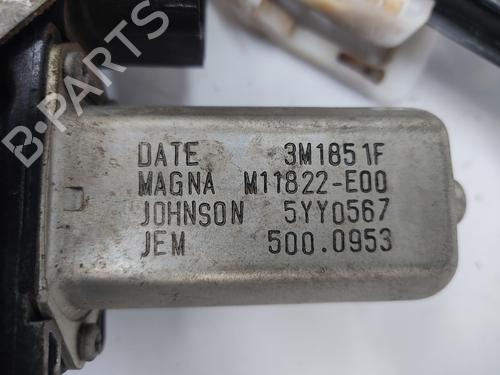 B-PARTS
DATE 3M1851F
MAGNA M11822-E00
JOHNSON 5YY0567
JEM 500.0953